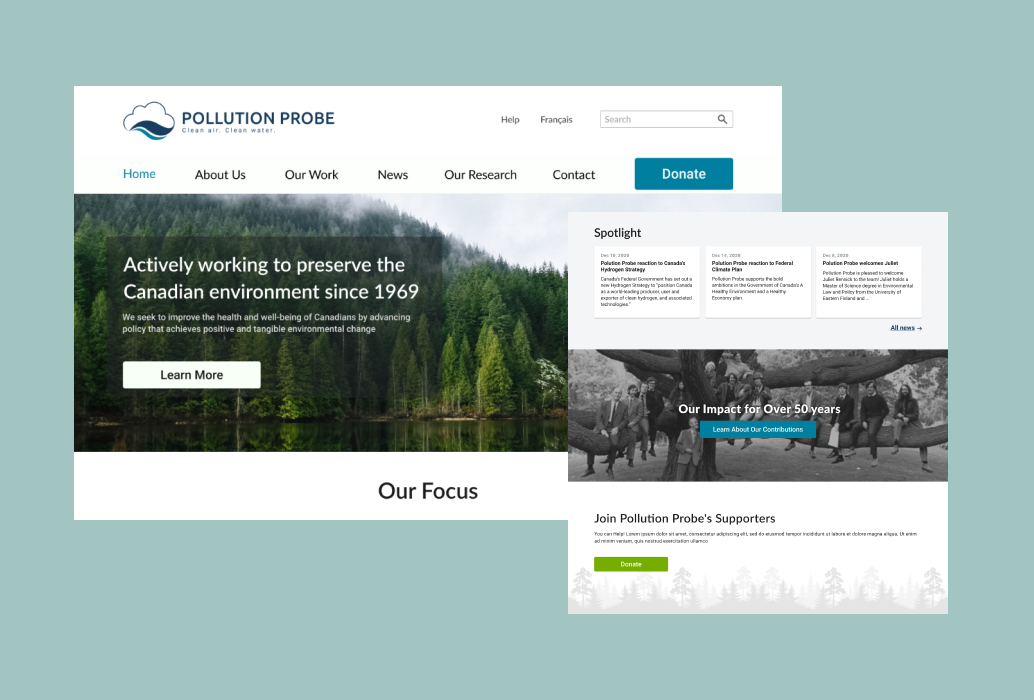 POLLUTION PROBE
Clean air. Clean water.
Help
Français
Search
Home
About Us
Our Work
News
Our Research
Contact
Donate
Actively working to preserve the
Canadian environment since 1969
We seek to improve the health and well-being of Canadians by advancing
policy that achieves positive and tangible environmental change
Learn More
Our Focus
Spotlight
Dec 18, 2020
Polution Probe reaction to Canada's
Hydrogen Strategy
Canada's Federal Government has set out a
new Hydrogen Strategy to "position Canada
as a world-leading producer, user and
exporter of clean hydrogen, and associated
technologies."
Dec 14, 2020
Polution Probe reaction to Federal
Climate Plan
Pollution Probe supports the bold
ambitions in the Government of Canada's A
Healthy Environment and a Healthy
Economy plan.
Dec 8, 2020
Polution Probe welcomes Juliet
Pollution Probe is pleased to welcome
Juliet Rennick to the team! Juliet holds a
Master of Science degree in Environmental
Law and Policy from the University of
Eastern Finland and ...
All news →
Our Impact for Over 50 years
Learn About Our Contributions
Join Pollution Probe's Supporters
You can Help! Lorem ipsum dolor sit amet, consectetur adipiscing elit, sed do eiusmod tempor incididunt ut labore et dolore magna aliqua. Ut enim
ad minim veniam, quis nostrud exercitation ullamco
Donate